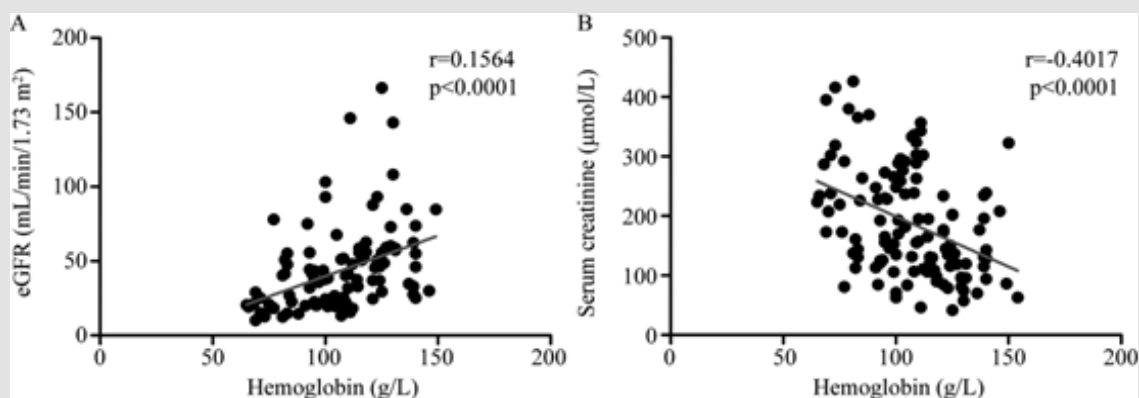 A
eGFR (mL/min/1.73 m²)
200
150
100
50
0
r=0.1564
p<0.0001
0 50 100 150 200
Hemoglobin (g/L)
B
Serum creatinine (μmol/L)
500
400
300
200
100
0
r=-0.4017
p<0.0001
0 50 100 150 200
Hemoglobin (g/L)